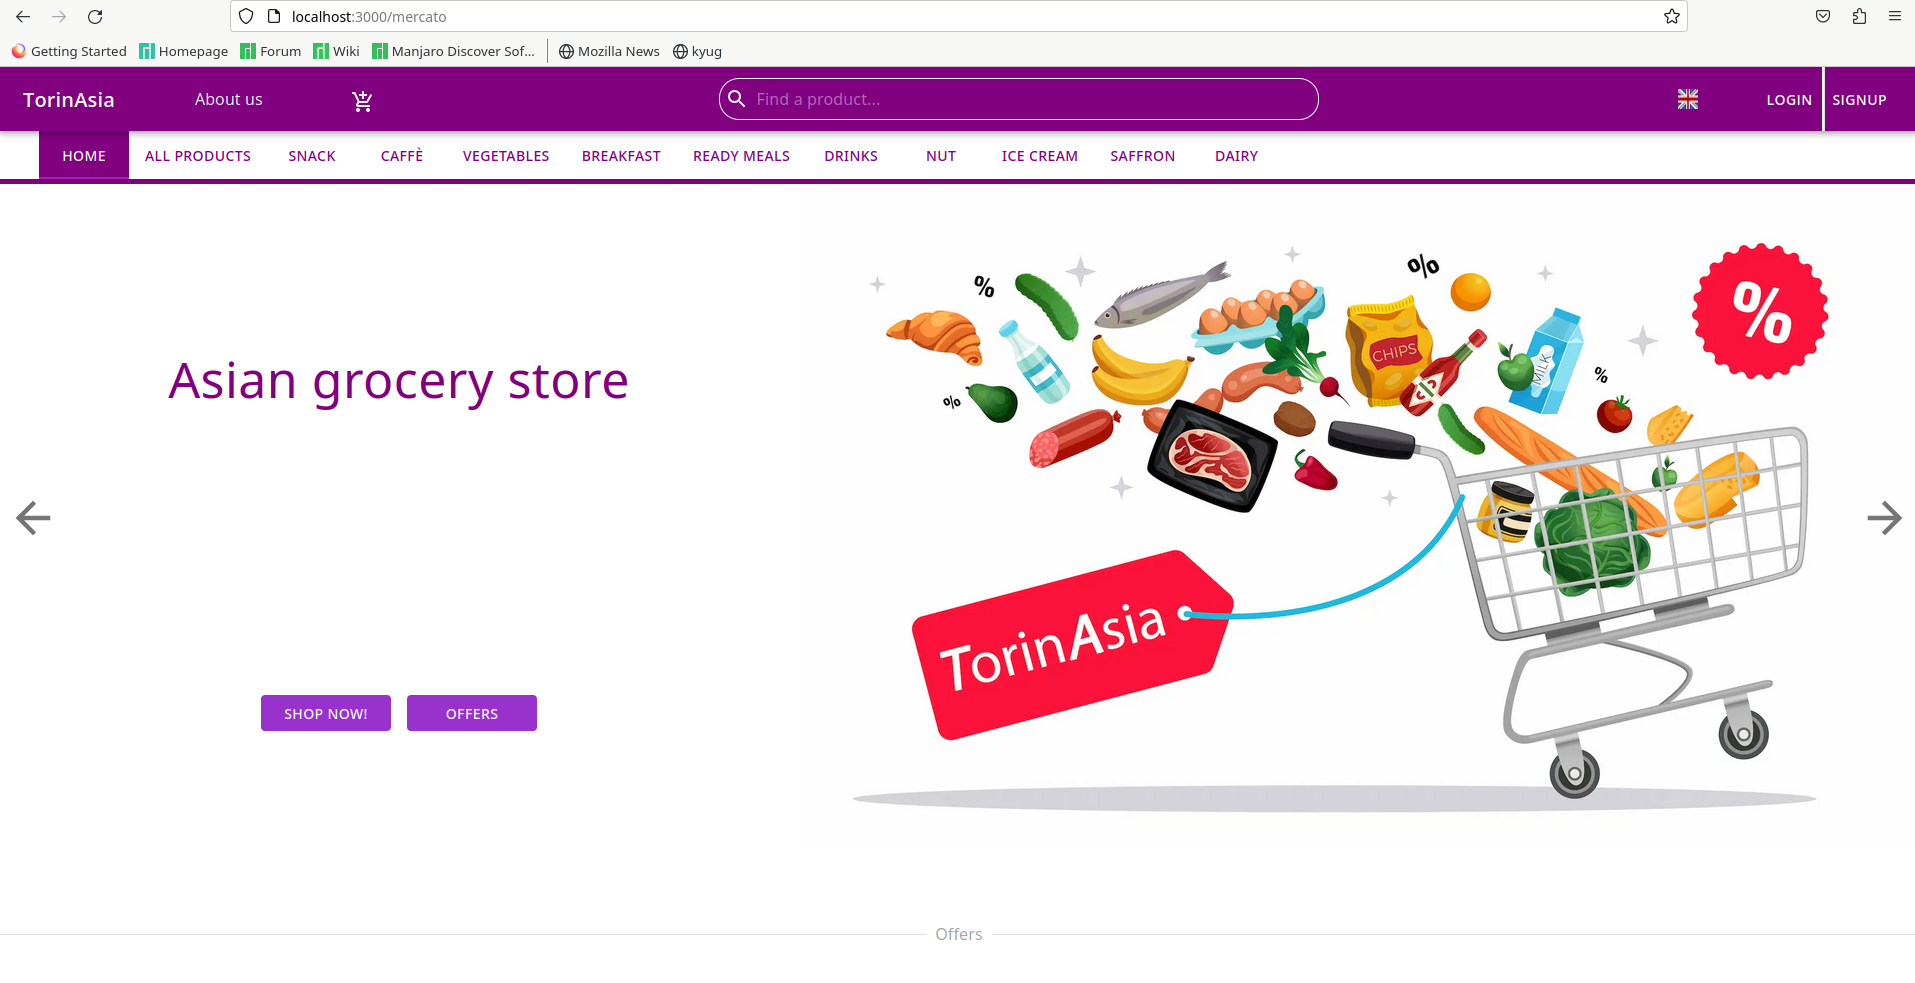 localhost:3000/mercato
Getting Started Homepage Forum Wiki Manjaro Discover Sof... Mozilla News kyug
TorinAsia About us Find a product... LOGIN SIGNUP
HOME ALL PRODUCTS SNACK CAFFÈ VEGETABLES BREAKFAST READY MEALS DRINKS NUT ICE CREAM SAFFRON DAIRY
% % %
CHIPS
MILK
%
%
Asian grocery store
TorinAsia
SHOP NOW! OFFERS
Offers